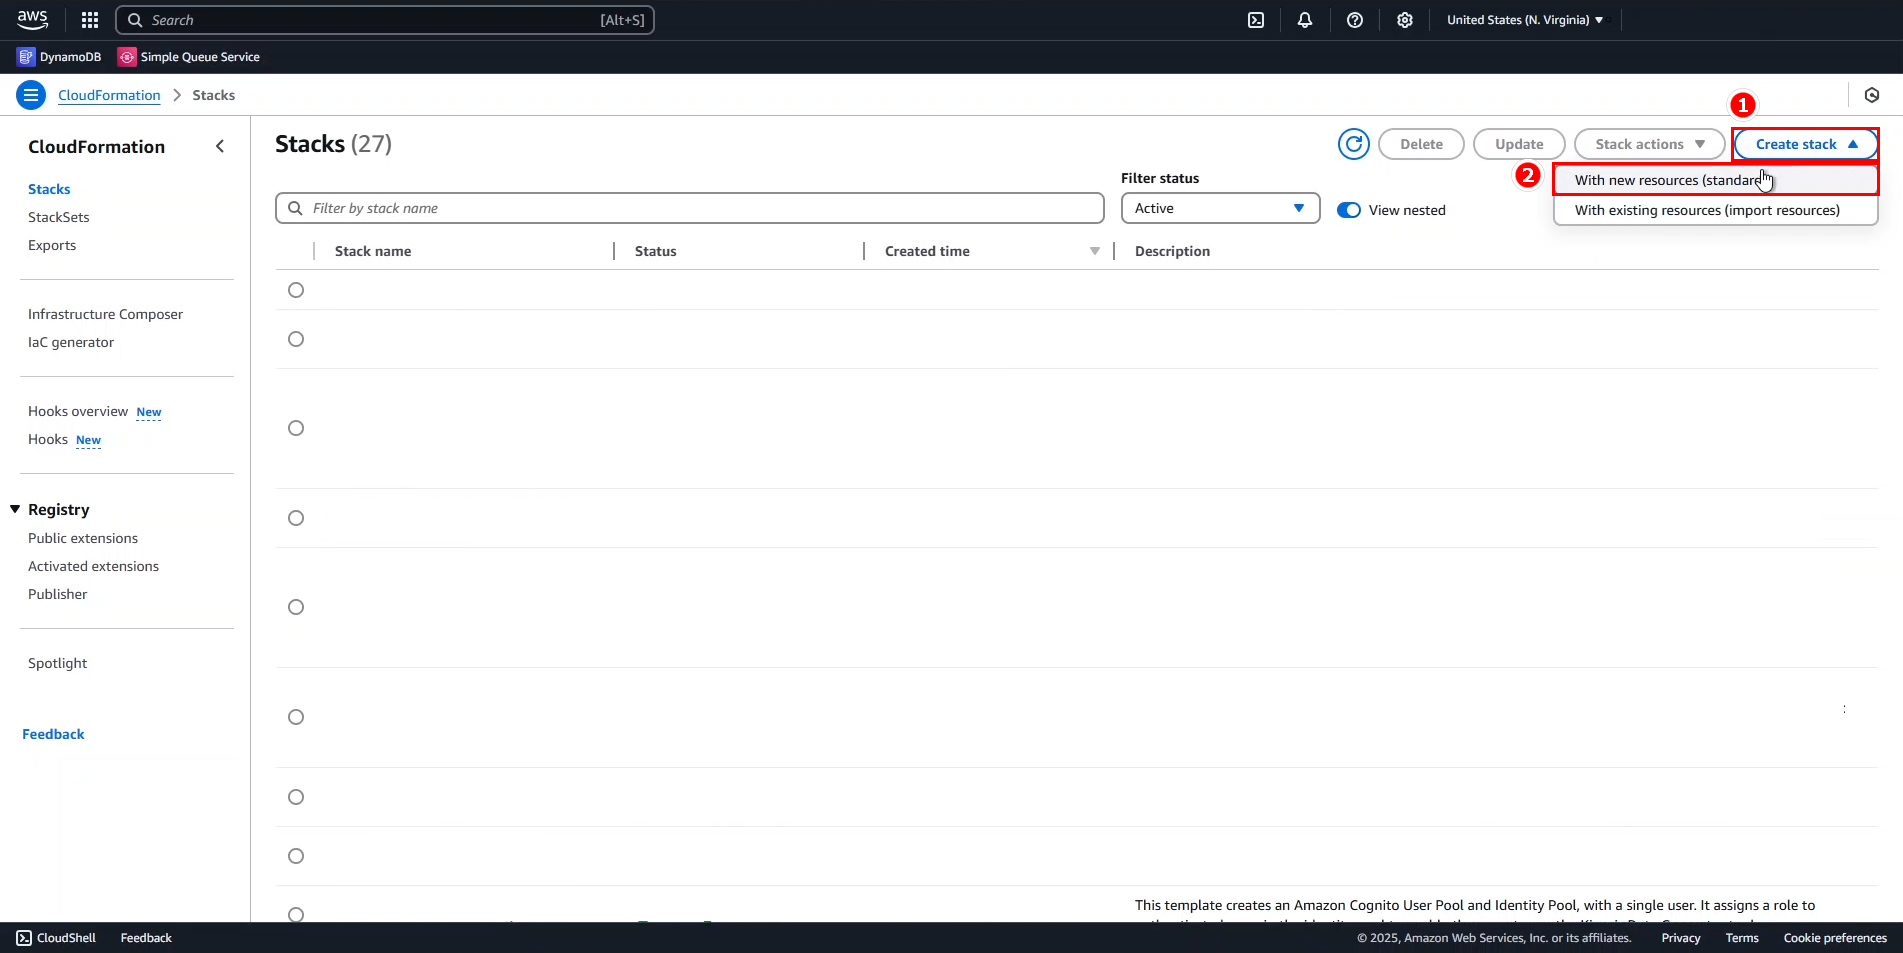 aws
Search [Alt+S]
United States (N. Virginia)
DynamoDB Simple Queue Service
CloudFormation > Stacks
1
CloudFormation
Stacks (27)
Delete Update Stack actions Create stack
2
With new resources (standar
With existing resources (import resources)
Filter status
Filter by stack name
Active
View nested
Stack name Status Created time Description
Stacks
StackSets
Exports
Infrastructure Composer
IaC generator
Hooks overview New
Hooks New
Registry
Public extensions
Activated extensions
Publisher
Spotlight
Feedback
This template creates an Amazon Cognito User Pool and Identity Pool, with a single user. It assigns a role to
CloudShell Feedback
© 2025, Amazon Web Services, Inc. or its affiliates. Privacy Terms Cookie preferences